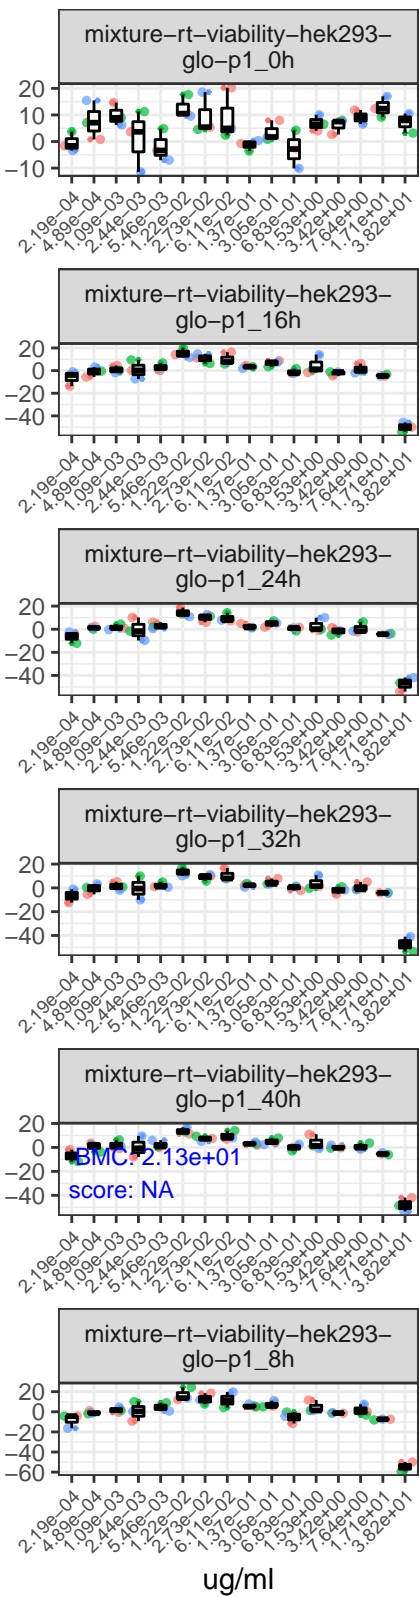 mixture−rt−viability−hek293−
glo−p1_0h
20
10
0
−10
2.19e−04
4.89e−04
1.09e−03
2.44e−03
5.46e−03
1.22e−02
2.73e−02
6.11e−02
1.37e−01
3.05e−01
6.83e−01
1.53e+00
3.42e+00
7.64e+00
1.71e+01
3.82e+01
mixture−rt−viability−hek293−
glo−p1_16h
20
0
−20
−40
2.19e−04
4.89e−04
1.09e−03
2.44e−03
5.46e−03
1.22e−02
2.73e−02
6.11e−02
1.37e−01
3.05e−01
6.83e−01
1.53e+00
3.42e+00
7.64e+00
1.71e+01
3.82e+01
mixture−rt−viability−hek293−
glo−p1_24h
20
0
−20
−40
2.19e−04
4.89e−04
1.09e−03
2.44e−03
5.46e−03
1.22e−02
2.73e−02
6.11e−02
1.37e−01
3.05e−01
6.83e−01
1.53e+00
3.42e+00
7.64e+00
1.71e+01
3.82e+01
mixture−rt−viability−hek293−
glo−p1_32h
20
0
−20
−40
2.19e−04
4.89e−04
1.09e−03
2.44e−03
5.46e−03
1.22e−02
2.73e−02
6.11e−02
1.37e−01
3.05e−01
6.83e−01
1.53e+00
3.42e+00
7.64e+00
1.71e+01
3.82e+01
mixture−rt−viability−hek293−
glo−p1_40h
20
0
−20
−40
BMC: 2.13e+01
score: NA
2.19e−04
4.89e−04
1.09e−03
2.44e−03
5.46e−03
1.22e−02
2.73e−02
6.11e−02
1.37e−01
3.05e−01
6.83e−01
1.53e+00
3.42e+00
7.64e+00
1.71e+01
3.82e+01
mixture−rt−viability−hek293−
glo−p1_8h
20
0
−20
−40
−60
2.19e−04
4.89e−04
1.09e−03
2.44e−03
5.46e−03
1.22e−02
2.73e−02
6.11e−02
1.37e−01
3.05e−01
6.83e−01
1.53e+00
3.42e+00
7.64e+00
1.71e+01
3.82e+01
ug/ml